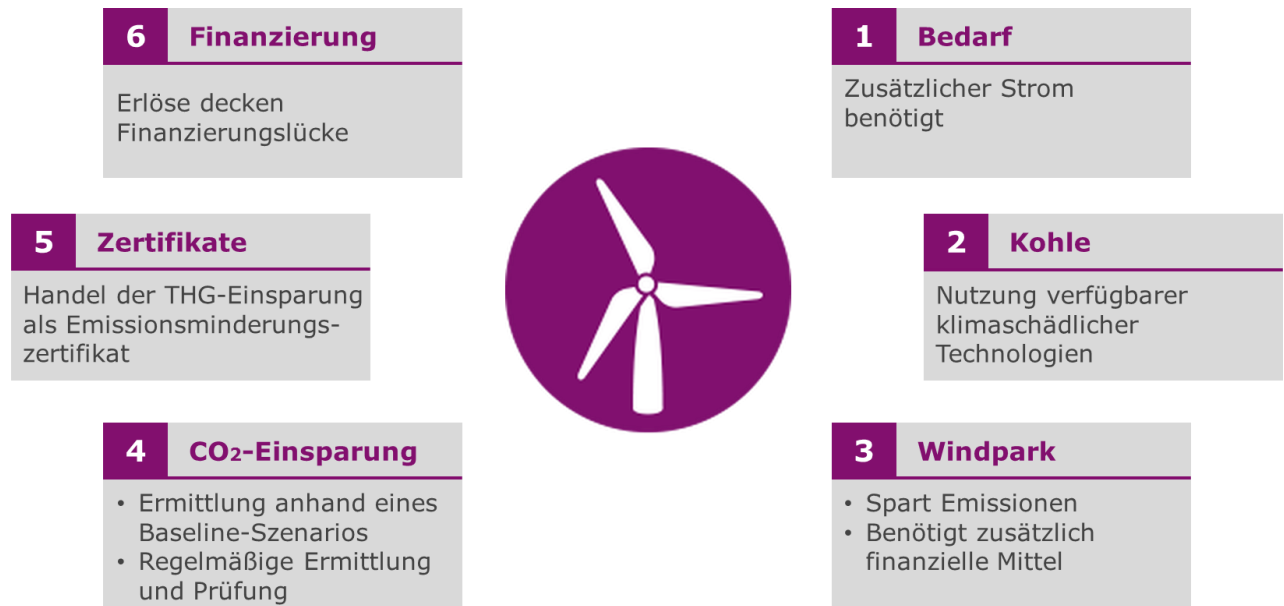 1 Bedarf
Zusätzlicher Strom
benötigt
2 Kohle
Nutzung verfügbarer
klimaschädlicher
Technologien
3 Windpark
• Spart Emissionen
• Benötigt zusätzlich
finanzielle Mittel
4 CO₂-Einsparung
• Ermittlung anhand eines
Baseline-Szenarios
• Regelmäßige Ermittlung
und Prüfung
5 Zertifikate
Handel der THG-Einsparung
als Emissionsminderungs-
zertifikat
6 Finanzierung
Erlöse decken
Finanzierungslücke